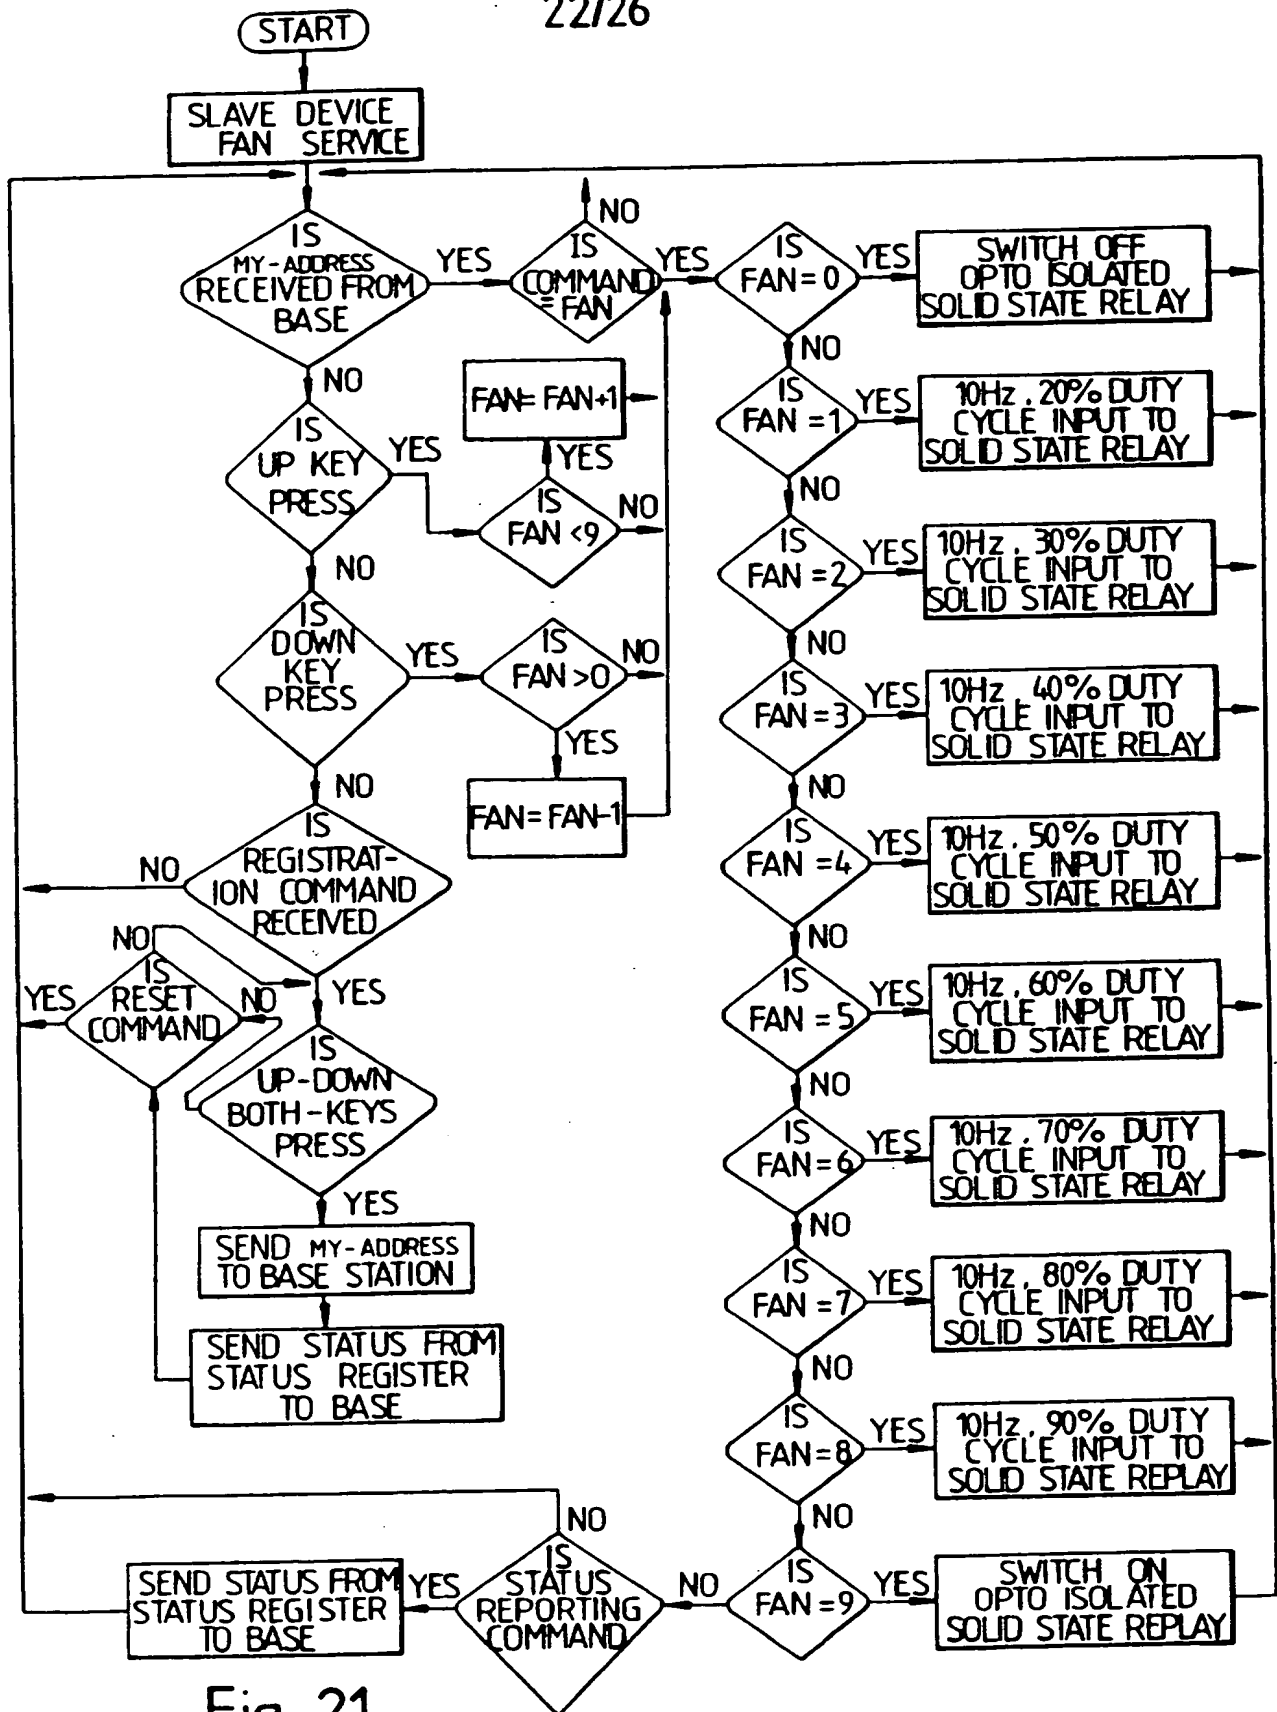 22/26
START
SLAVE DEVICE
FAN SERVICE
IS
MY-ADDRESS
RECEIVED FROM
BASE
YES
NO
IS
COMMAND
= FAN
NO
YES
IS
UP KEY
PRESS
YES
NO
FAN= FAN+1
YES
IS
FAN <9
NO
IS
DOWN
KEY
PRESS
YES
NO
IS
FAN >0
NO
YES
FAN= FAN-1
IS
REGISTRAT-
ION COMMAND
RECEIVED
NO
YES
NO
IS
RESET
COMMAND
YES
NO
IS
UP-DOWN
BOTH-KEYS
PRESS
YES
SEND MY-ADDRESS
TO BASE STATION
SEND STATUS FROM
STATUS REGISTER
TO BASE
IS
FAN=0
YES
SWITCH OFF
OPTO ISOLATED
SOLID STATE RELAY
NO
IS
FAN =1
YES
10Hz. 20% DUTY
CYCLE INPUT TO
SOLID STATE RELAY
NO
IS
FAN =2
YES
10Hz. 30% DUTY
CYCLE INPUT TO
SOLID STATE RELAY
NO
IS
FAN =3
YES
10Hz. 40% DUTY
CYCLE INPUT TO
SOLID STATE RELAY
NO
IS
FAN =4
YES
10Hz. 50% DUTY
CYCLE INPUT TO
SOLID STATE RELAY
NO
IS
FAN =5
YES
10Hz. 60% DUTY
CYCLE INPUT TO
SOLID STATE RELAY
NO
IS
FAN=6
YES
10Hz. 70% DUTY
CYCLE INPUT TO
SOLID STATE RELAY
NO
IS
FAN =7
YES
10Hz. 80% DUTY
CYCLE INPUT TO
SOLID STATE RELAY
NO
IS
FAN=8
YES
10Hz. 90% DUTY
CYCLE INPUT TO
SOLID STATE REPLAY
NO
IS
FAN =9
YES
SWITCH ON
OPTO ISOLATED
SOLID STATE REPLAY
NO
IS
STATUS
REPORTING
COMMAND
NO
YES
SEND STATUS FROM
STATUS REGISTER
TO BASE
Fig. 21